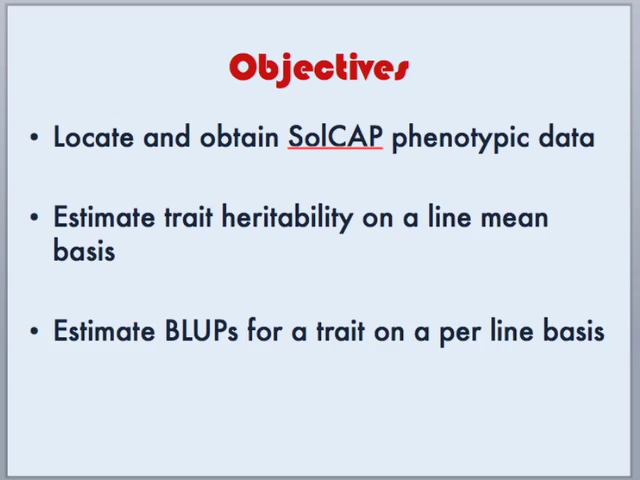 Objectives
• Locate and obtain SolCAP phenotypic data
• Estimate trait heritability on a line mean
basis
• Estimate BLUPs for a trait on a per line basis